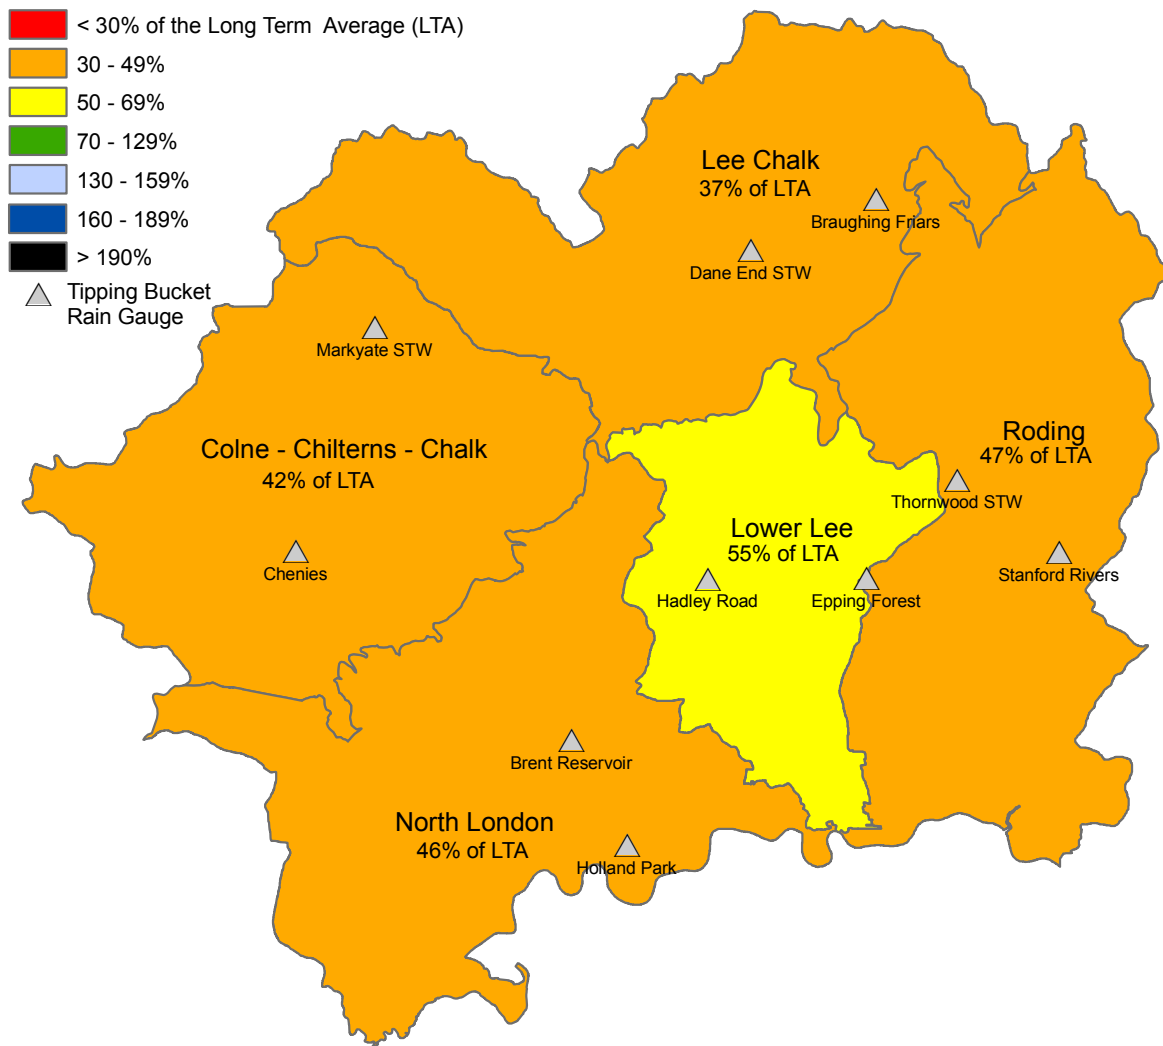 < 30% of the Long Term  Average (LTA)
30 - 49%
50 - 69%
70 - 129%
130 - 159%
160 - 189%
> 190%
Tipping Bucket
Rain Gauge
Lee Chalk
37% of LTA
Braughing Friars
Dane End STW
Markyate STW
Colne - Chilterns - Chalk
42% of LTA
Chenies
Roding
47% of LTA
Thornwood STW
Stanford Rivers
Lower Lee
55% of LTA
Hadley Road
Epping Forest
Brent Reservoir
North London
46% of LTA
Holland Park